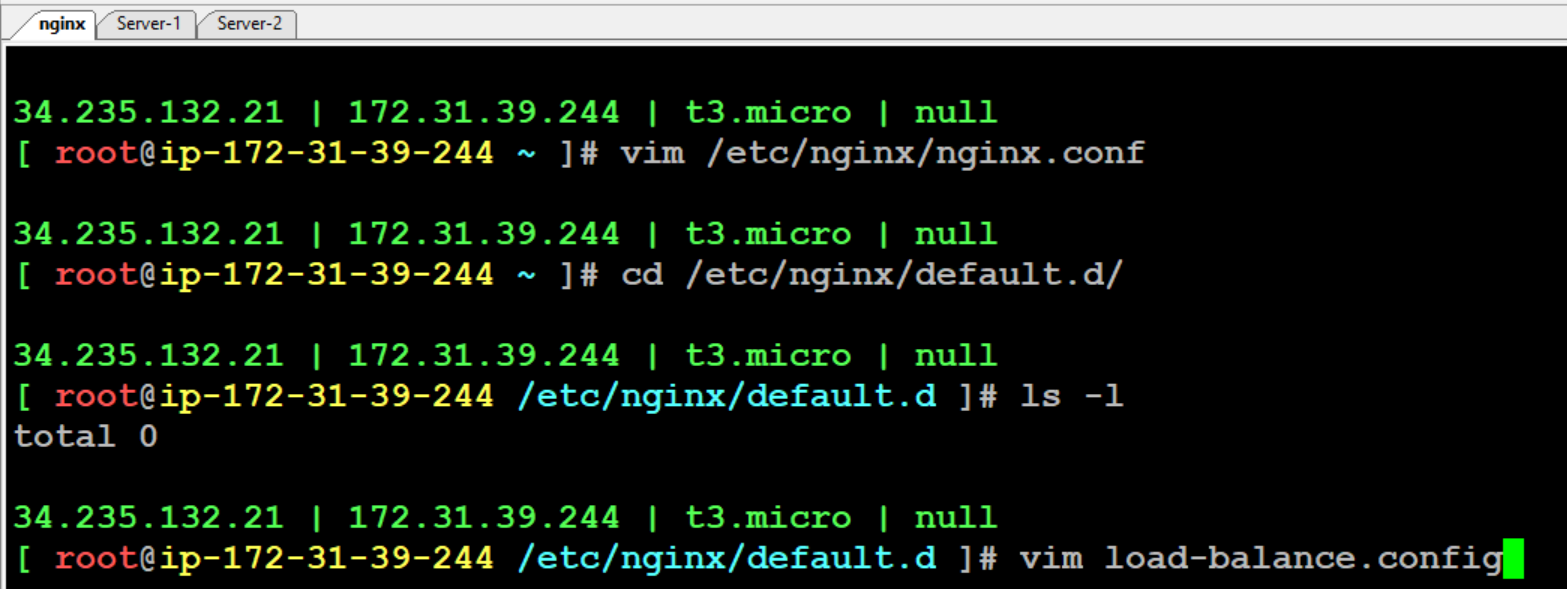 nginx Server-1 Server-2
34.235.132.21 | 172.31.39.244 | t3.micro | null
[ root@ip-172-31-39-244 ~ ]# vim /etc/nginx/nginx.conf
34.235.132.21 | 172.31.39.244 | t3.micro | null
[ root@ip-172-31-39-244 ~ ]# cd /etc/nginx/default.d/
34.235.132.21 | 172.31.39.244 | t3.micro | null
[ root@ip-172-31-39-244 /etc/nginx/default.d ]# ls -l
total 0
34.235.132.21 | 172.31.39.244 | t3.micro | null
[ root@ip-172-31-39-244 /etc/nginx/default.d ]# vim load-balance.config